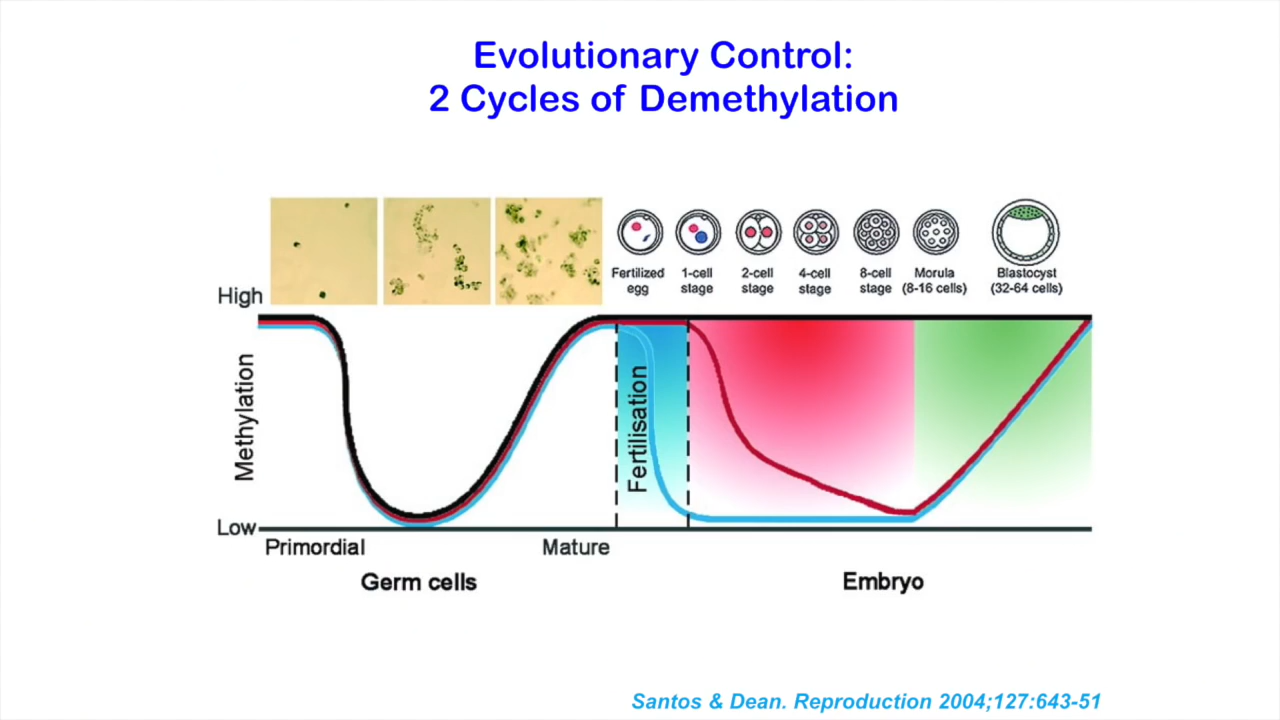 Evolutionary Control:
2 Cycles of Demethylation
Fertilized
egg
1-cell
stage
2-cell
stage
4-cell
stage
8-cell
stage
Morula
(8-16 cells)
Blastocyst
(32-64 cells)
High
Methylation
Fertilisation
Low
Primordial
Mature
Germ cells
Embryo
Santos & Dean. Reproduction 2004;127:643-51